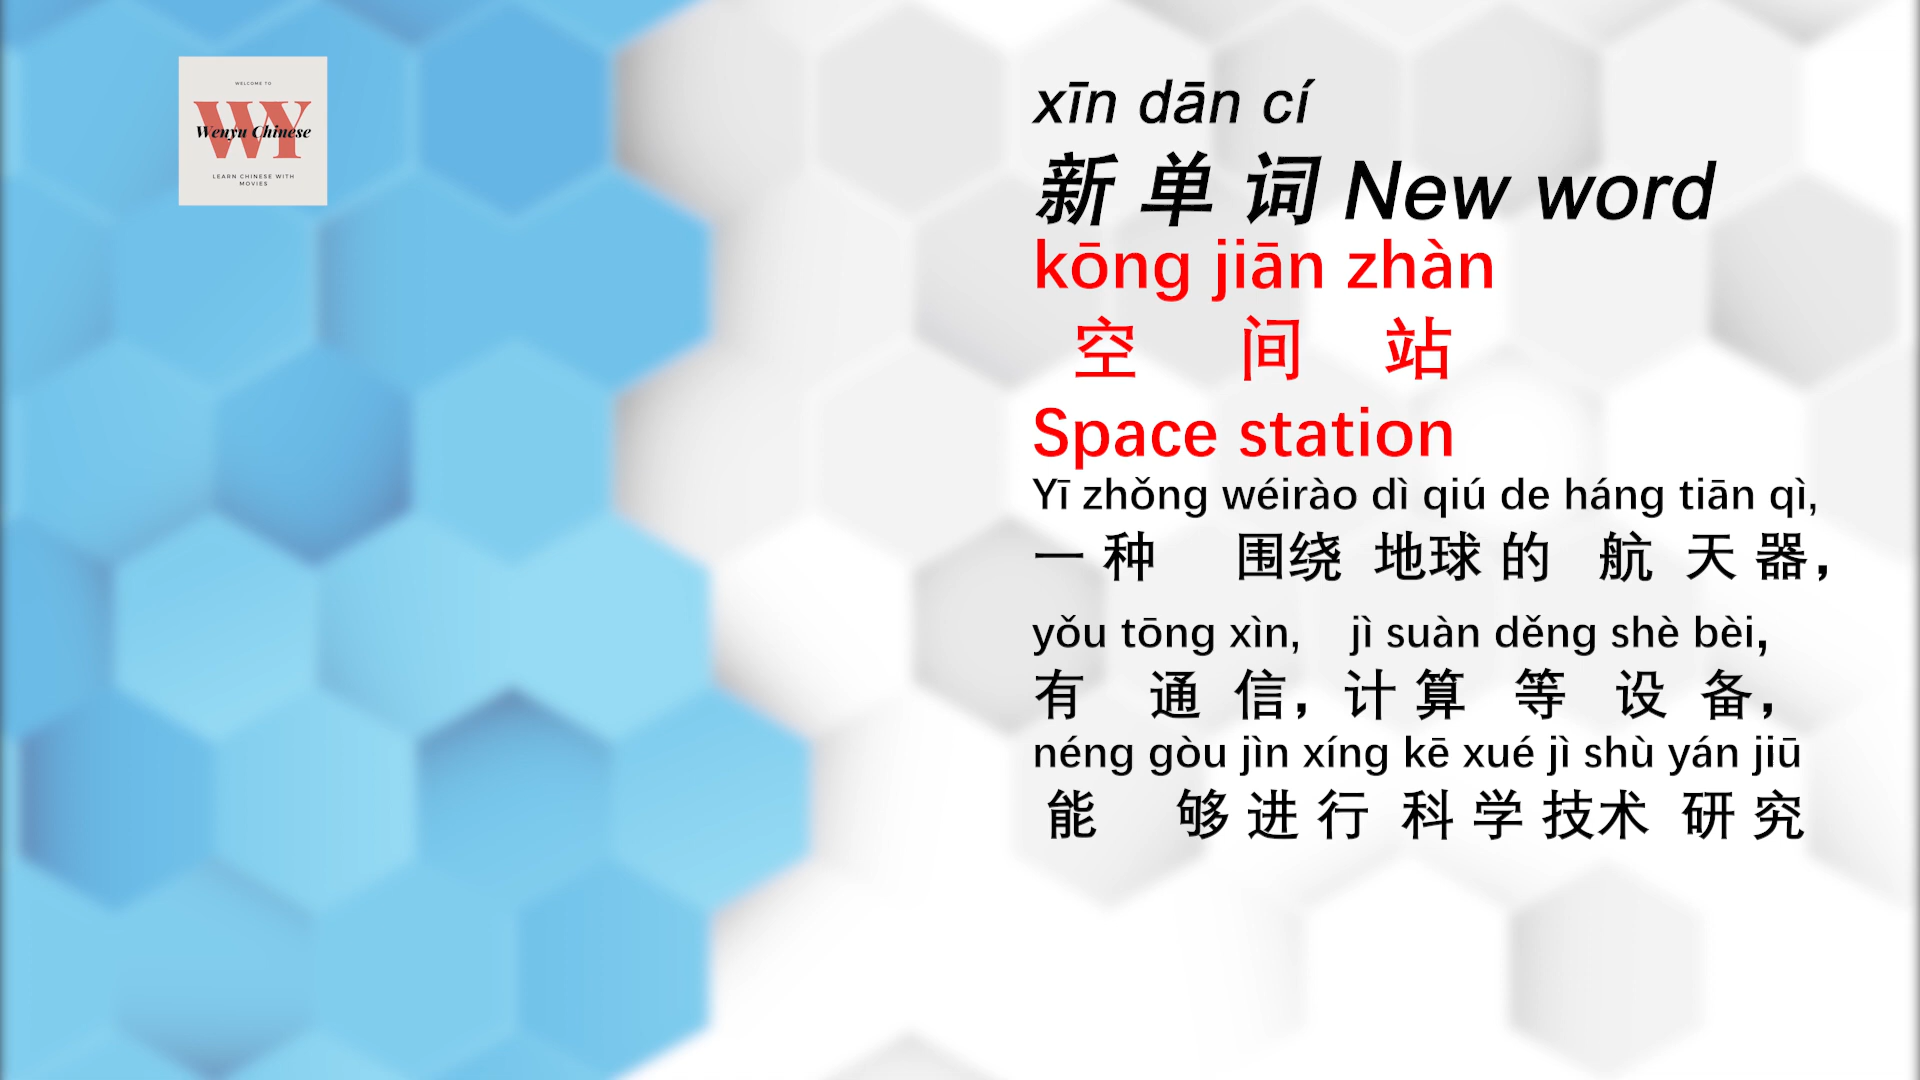 WELCOME TO
WY
Wenyu Chinese
LEARN CHINESE WITH
MOVIES
xīn dān cí
新 单 词 New word
kōng jiān zhàn
空 间 站
Space station
Yī zhǒng wéirào dì qiú de háng tiān qì,
一 种 围绕 地球 的 航 天 器，
yǒu tōng xìn, jì suàn děng shè bèi,
有 通 信，计 算 等 设 备，
néng gòu jìn xíng kē xué jì shù yán jiū
能 够 进 行 科 学 技术 研 究